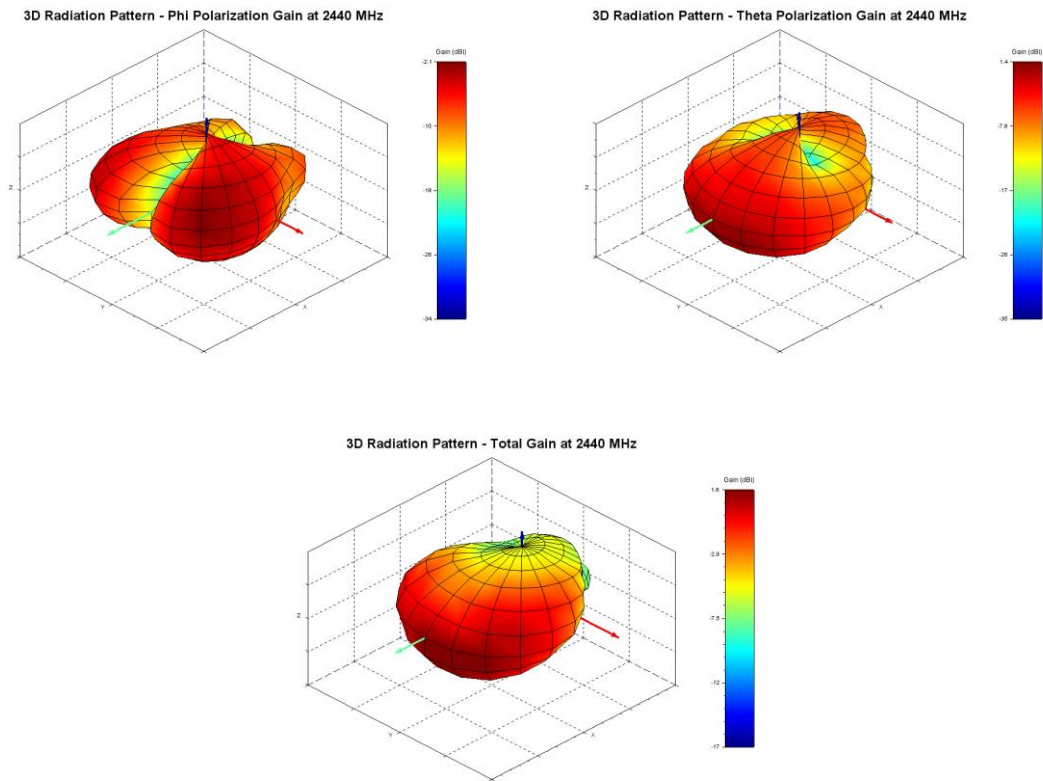 3D Radiation Pattern - Phi Polarization Gain at 2440 MHz
Gain (dBi)
-2.1
-10
-18
-26
-34
Z
Y
X
3D Radiation Pattern - Theta Polarization Gain at 2440 MHz
Gain (dBi)
1.4
-7.9
-17
-26
-36
Z
Y
X
3D Radiation Pattern - Total Gain at 2440 MHz
Gain (dBi)
1.6
-2.9
-7.5
-12
-17
Z
Y
X